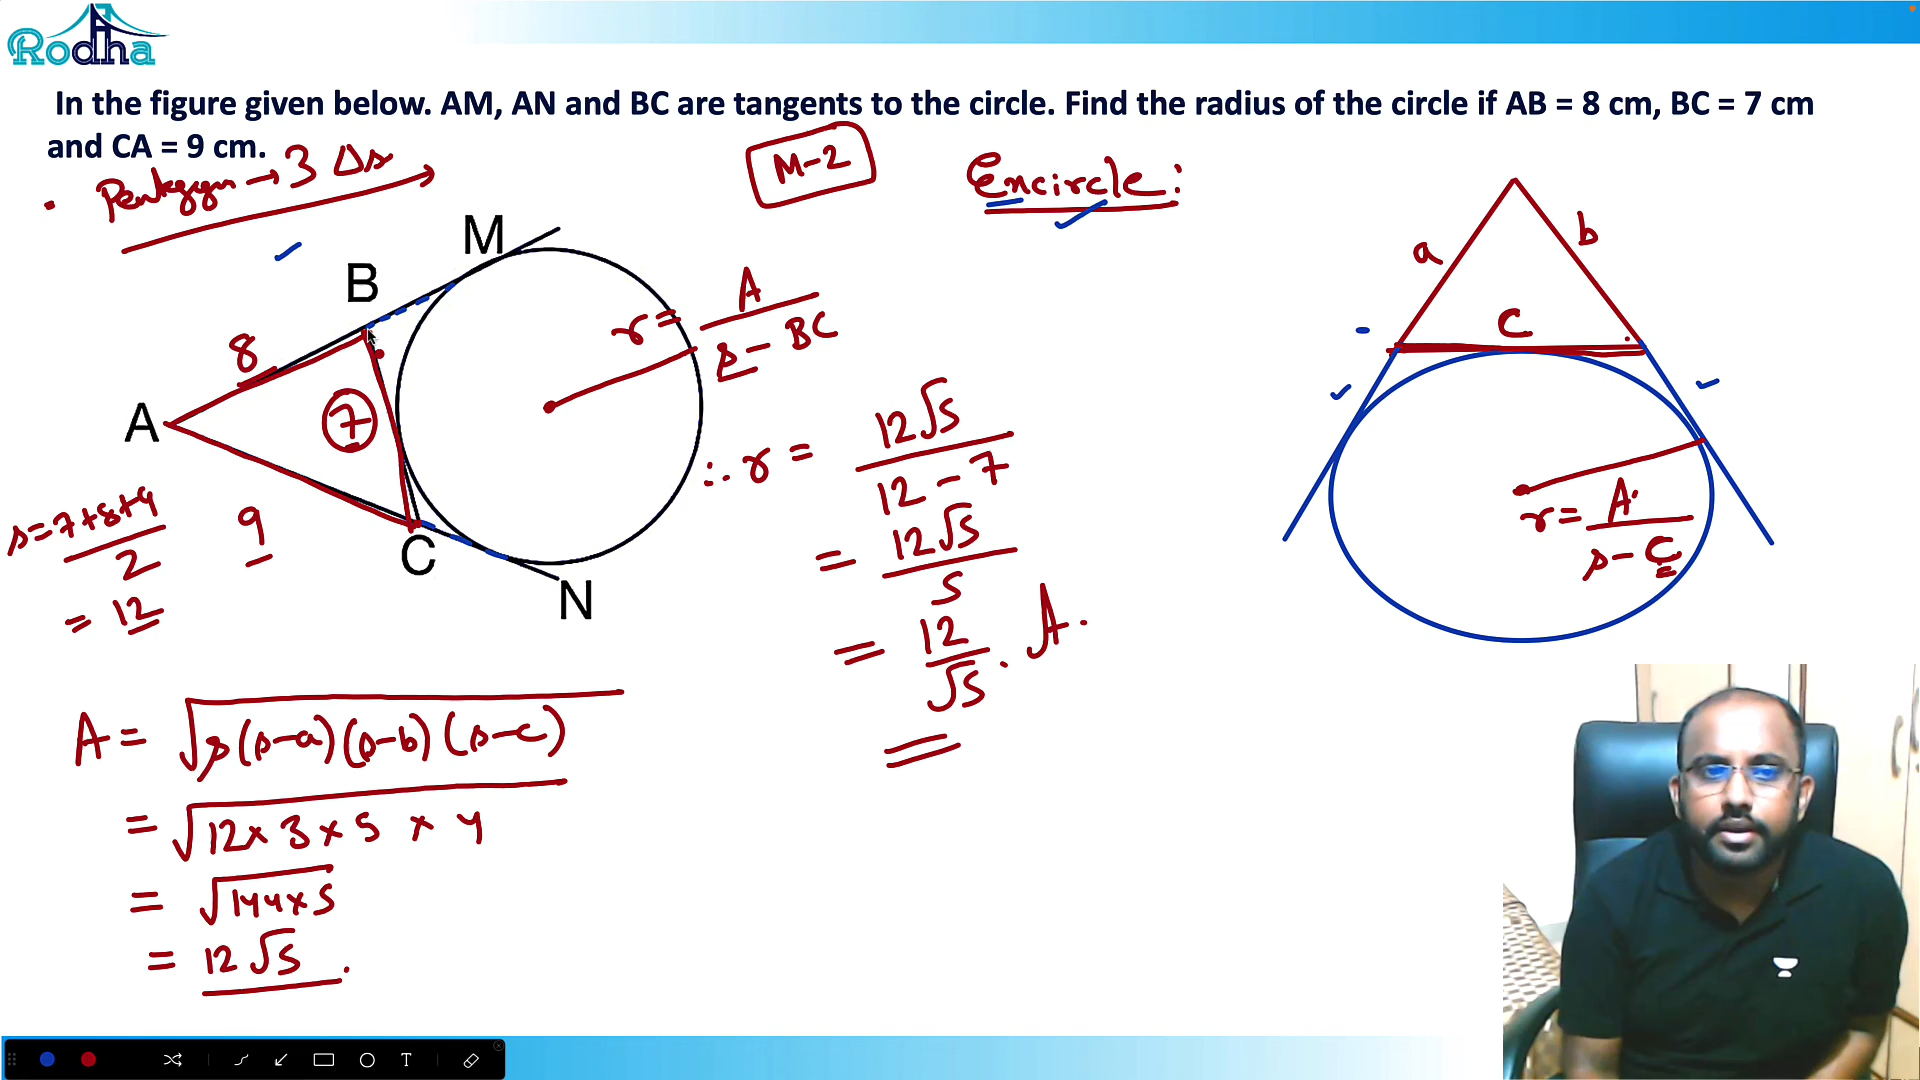 Rodha
In the figure given below. AM, AN and BC are tangents to the circle. Find the radius of the circle if AB = 8 cm, BC = 7 cm
and CA = 9 cm.
→ 3 Δs
M-2
Encircle:
M
B
A
C
N
8
7
9
s = 7+8+9
2
= 12
r = A
s - BC
∴ r = 12√5
12 - 7
= 12√5
5
= 12
√5 . A.
A = √s(s-a)(s-b)(s-c)
= √12 × 3 × 5 × 4
= √144×5
= 12√5.
a
b
c
r = A
s - c
T